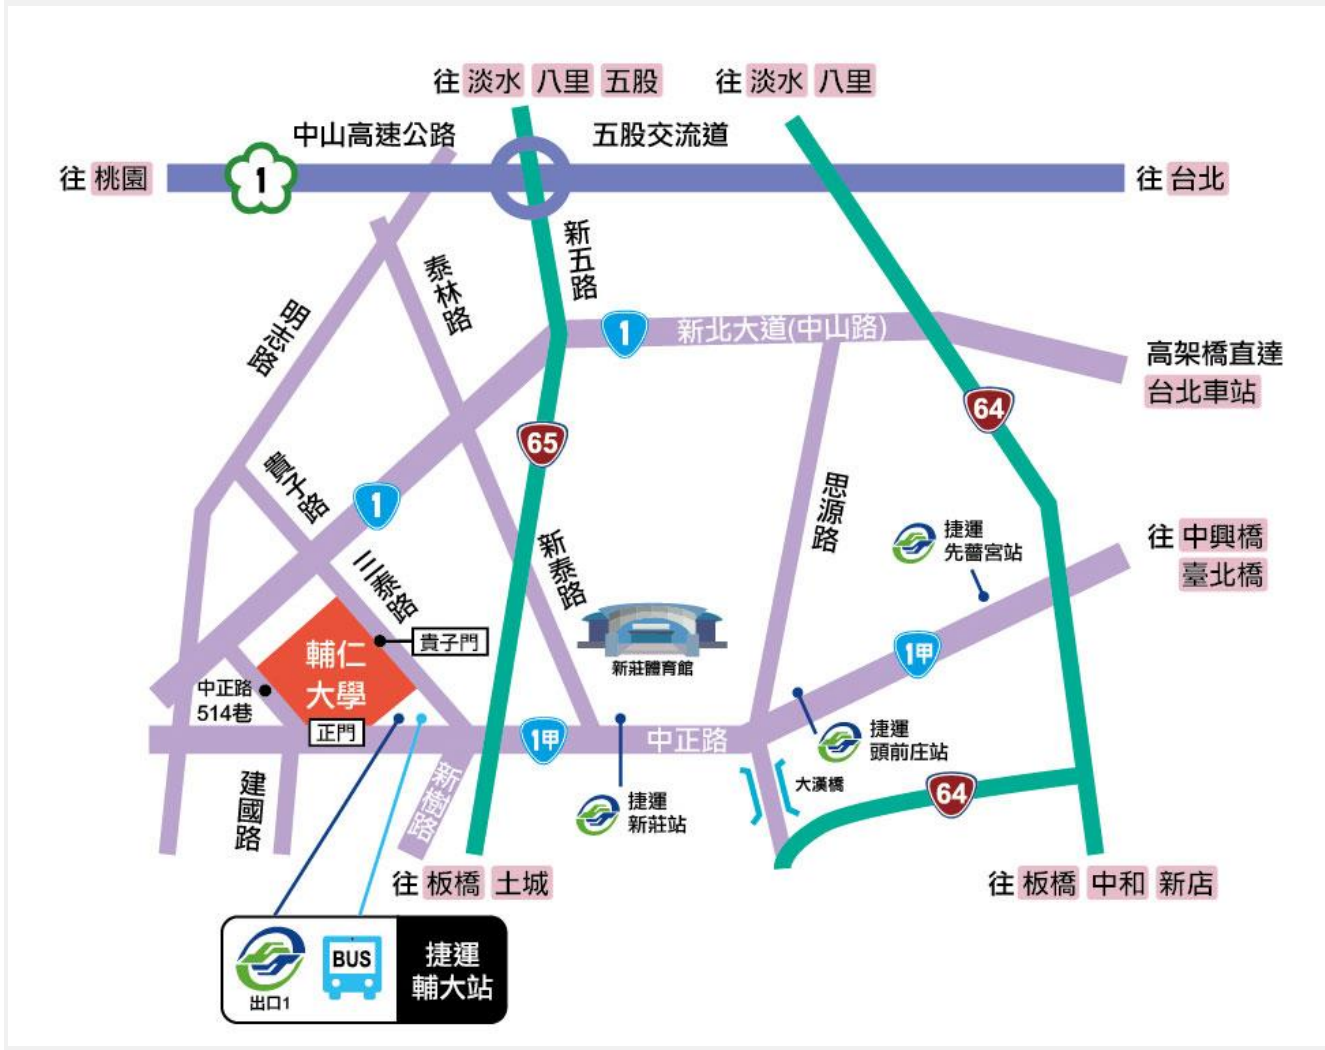 往 淡水 八里 五股
往 淡水 八里
中山高速公路
五股交流道
往 桃園
1
往 台北
新五路
泰林路
明志路
1
新北大道(中山路)
高架橋直達
台北車站
64
65
貴子路
1
思源路
捷運
先嗇宮站
往 中興橋
臺北橋
新泰路
三泰路
輔仁
大學
貴子門
新莊體育館
1甲
中正路
514巷
正門
1甲
中正路
捷運
頭前庄站
建國路
新樹路
捷運
新莊站
大漢橋
64
往 板橋 土城
往 板橋 中和 新店
BUS
出口1
捷運
輔大站